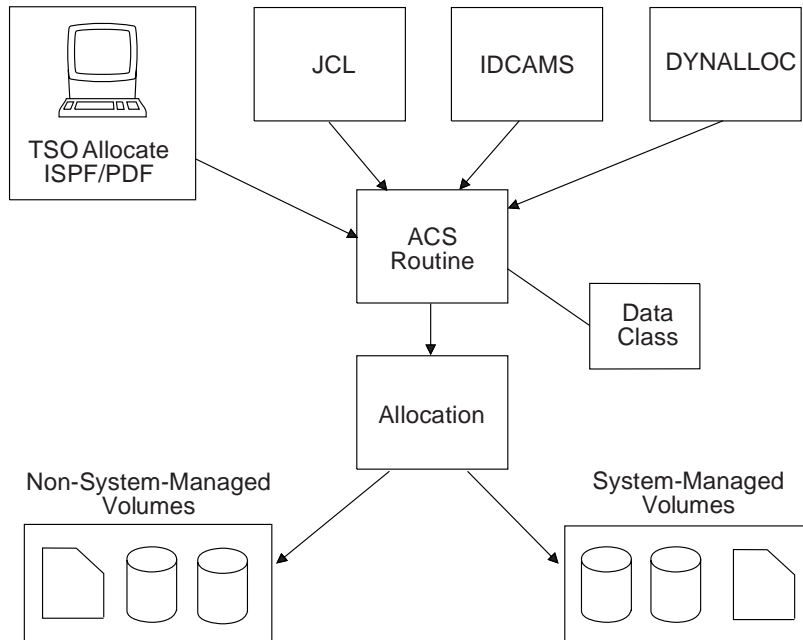 JCL
IDCAMS
DYNALLOC
TSO Allocate
ISPF/PDF
ACS
Routine
Data
Class
Allocation
Non-System-Managed
Volumes
System-Managed
Volumes